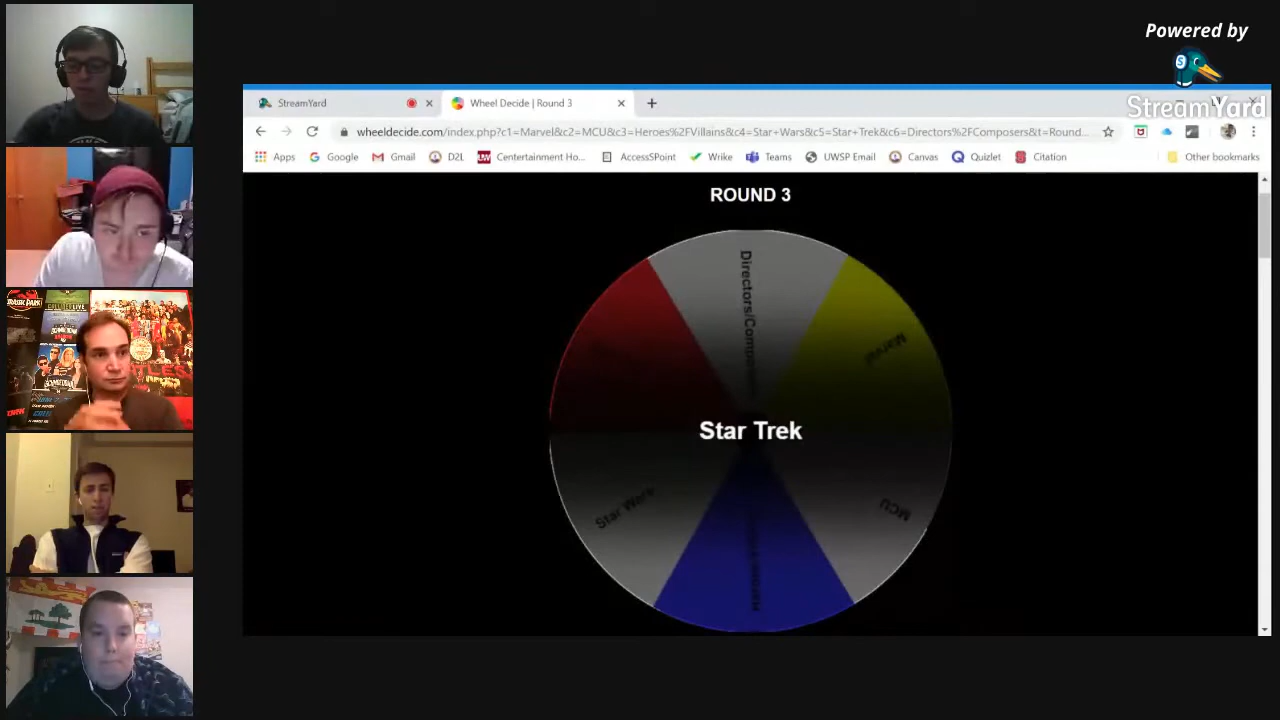 Powered by
StreamYard
StreamYard
Wheel Decide | Round 3
wheeldecide.com/index.php?c1=Marvel&c2=MCU&c3=Heroes%2FVillains&c4=Star+Wars&c5=Star+Trek&c6=Directors%2FComposers&t=Round...
Apps
Google
Gmail
D2L
Centertainment Ho...
AccessSPoint
Wrike
Teams
UWSP Email
Canvas
Quizlet
Citation
Other bookmarks
ROUND 3
Marvel
Star Trek
Star Wars
MCU